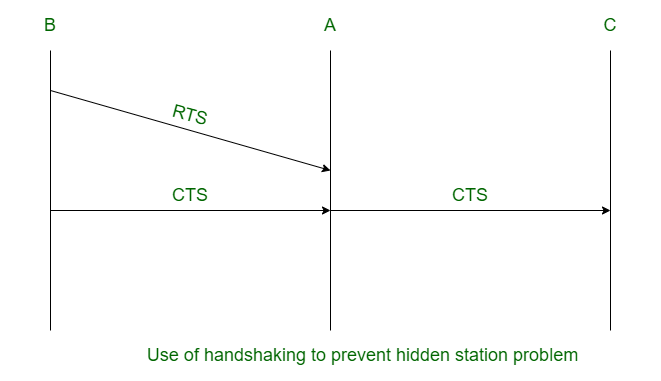 B A C
RTS
CTS CTS
Use of handshaking to prevent hidden station problem